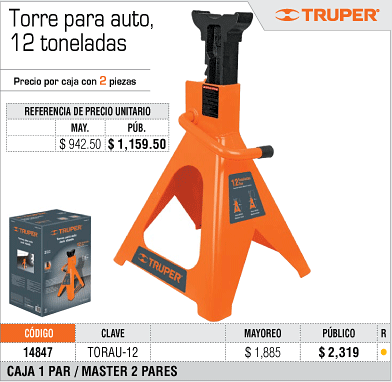 Torre para auto,
12 toneladas
TRUPER
Precio por caja con 2 piezas
REFERENCIA DE PRECIO UNITARIO
MAY. PÚB.
$ 942.50 $ 1,159.50
12
TRUPER
CÓDIGO CLAVE MAYOREO PÚBLICO R
14847 TORAU-12 $ 1,885 $ 2,319
CAJA 1 PAR / MASTER 2 PARES